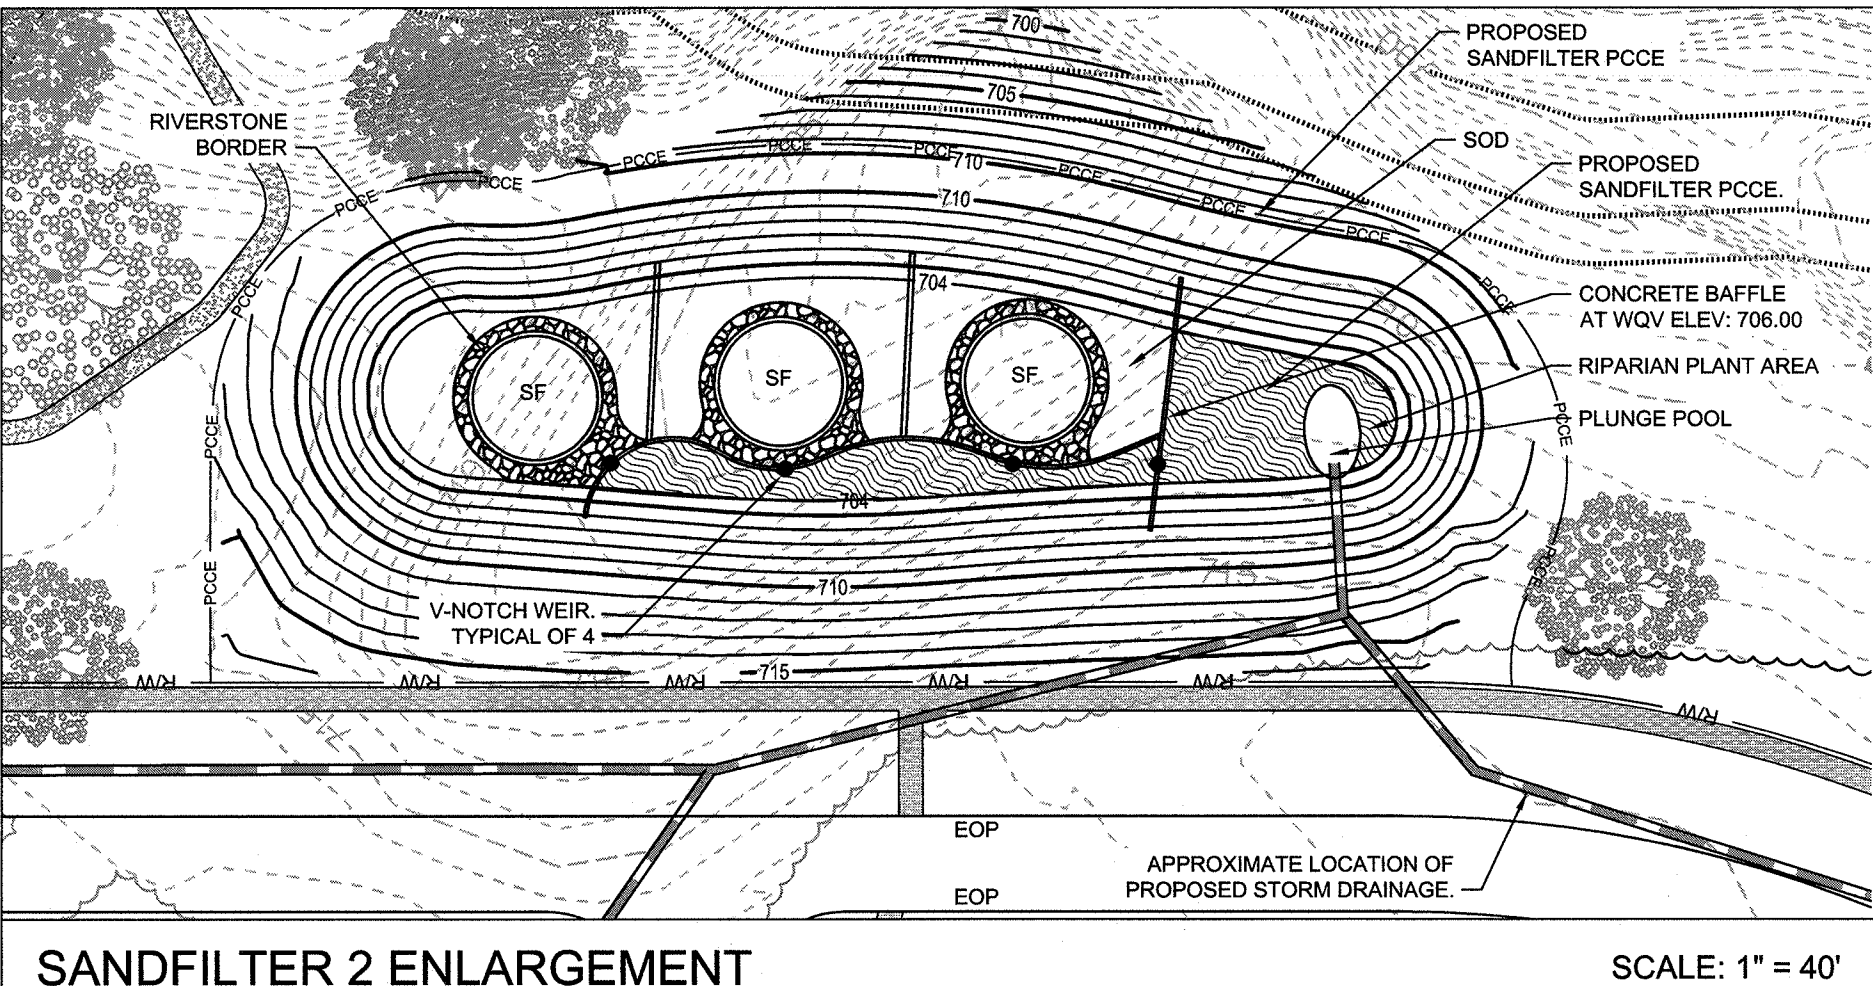 700
PROPOSED
SANDFILTER PCCE
705
RIVERSTONE
BORDER
SOD
PCCE
PCCE
PCCE
710
PCCE
PCCE
PROPOSED
SANDFILTER PCCE.
PCCE
710
PCCE
PCCE
PCCE
704
PCCE
CONCRETE BAFFLE
AT WQV ELEV: 706.00
RIPARIAN PLANT AREA
SF
SF
SF
PLUNGE POOL
PCCE
PCCE
704
PCCE
PCCE
710
V-NOTCH WEIR.
TYPICAL OF 4
715
R/W
R/W
R/W
R/W
R/W
R/W
EOP
APPROXIMATE LOCATION OF
PROPOSED STORM DRAINAGE.
EOP
SANDFILTER 2 ENLARGEMENT
SCALE: 1" = 40'